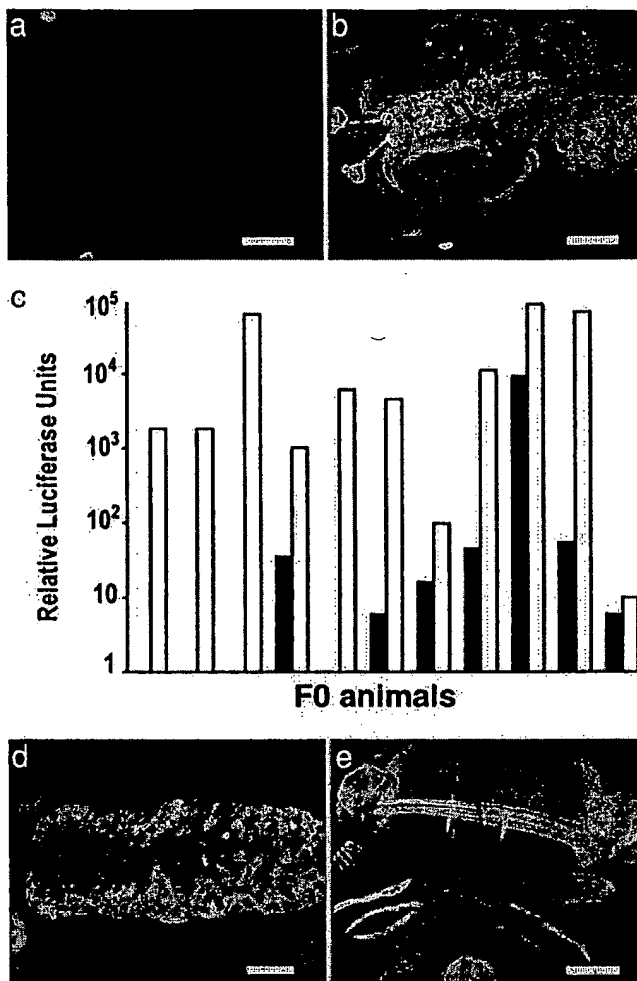 a
b
c
10⁵
10⁴
10³
10²
10
1
Relative Luciferase Units
F0 animals
d
e